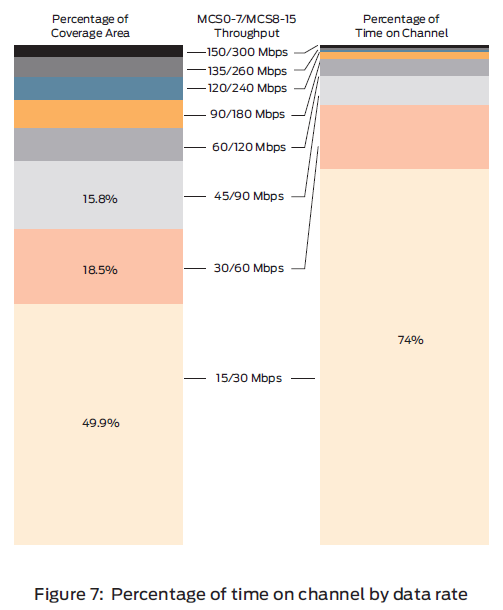 Percentage of
Coverage Area
MCS0-7/MCS8-15
Throughput
Percentage of
Time on Channel
150/300 Mbps
135/260 Mbps
120/240 Mbps
90/180 Mbps
60/120 Mbps
15.8%
45/90 Mbps
18.5%
30/60 Mbps
74%
15/30 Mbps
49.9%
Figure 7: Percentage of time on channel by data rate